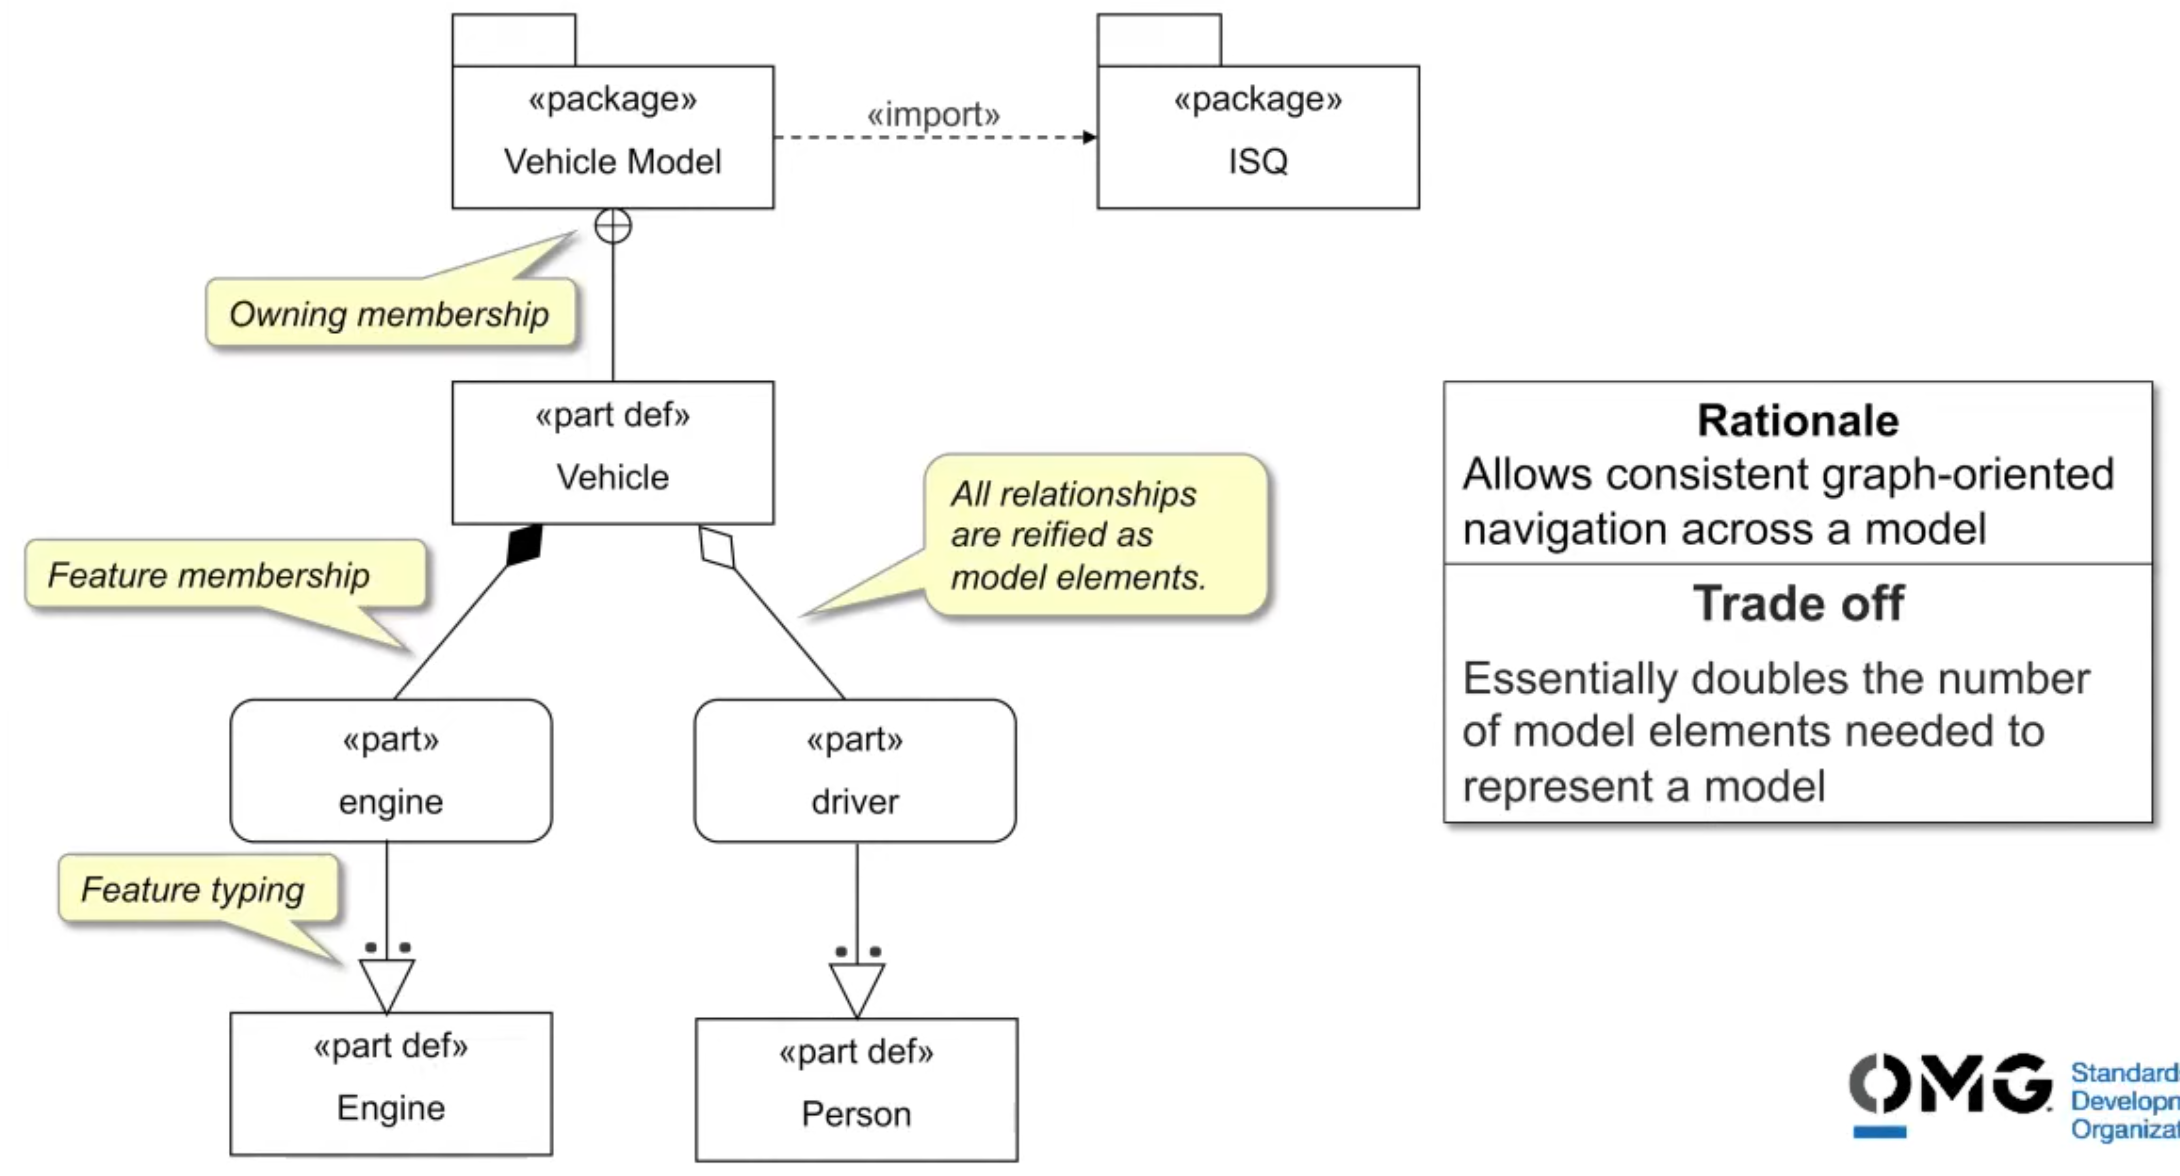 «package»
Vehicle Model
«import»
«package»
ISQ
Owning membership
«part def»
Vehicle
Feature membership
All relationships
are reified as
model elements.
Rationale
Allows consistent graph-oriented
navigation across a model
Trade off
Essentially doubles the number
of model elements needed to
represent a model
«part»
engine
«part»
driver
Feature typing
«part def»
Engine
«part def»
Person
OMG
Standard
Developm
Organizat